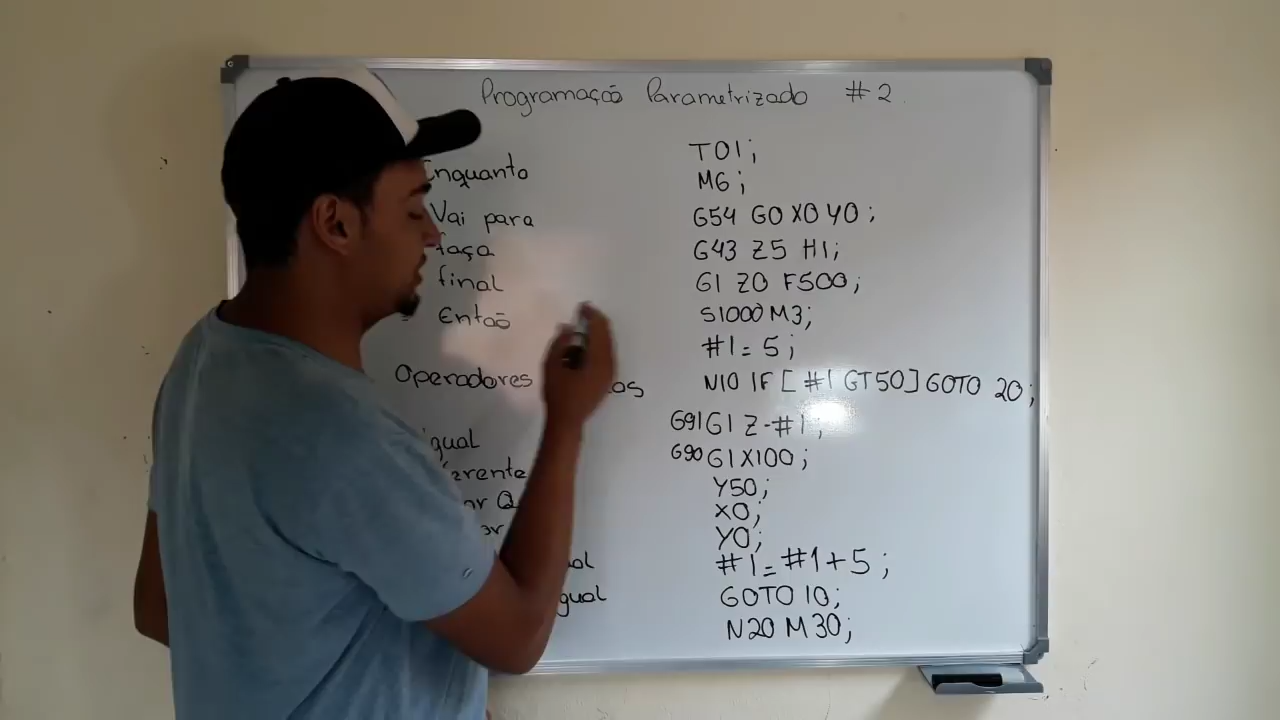 Programação Parametrizado #2
Enquanto
Vai para
faça
final
Entaõ
Operadores
igual
T01;
M6;
G54 G0 X0 Y0;
G43 Z5 H1;
G1 Z0 F500;
S1000 M3;
#1=5;
N10 IF[#1 GT50]GOTO 20;
G91 G1 Z-#1;
G90 G1 X100;
Y50;
X0;
Y0;
#1=#1+5;
GOTO 10;
N20 M30;